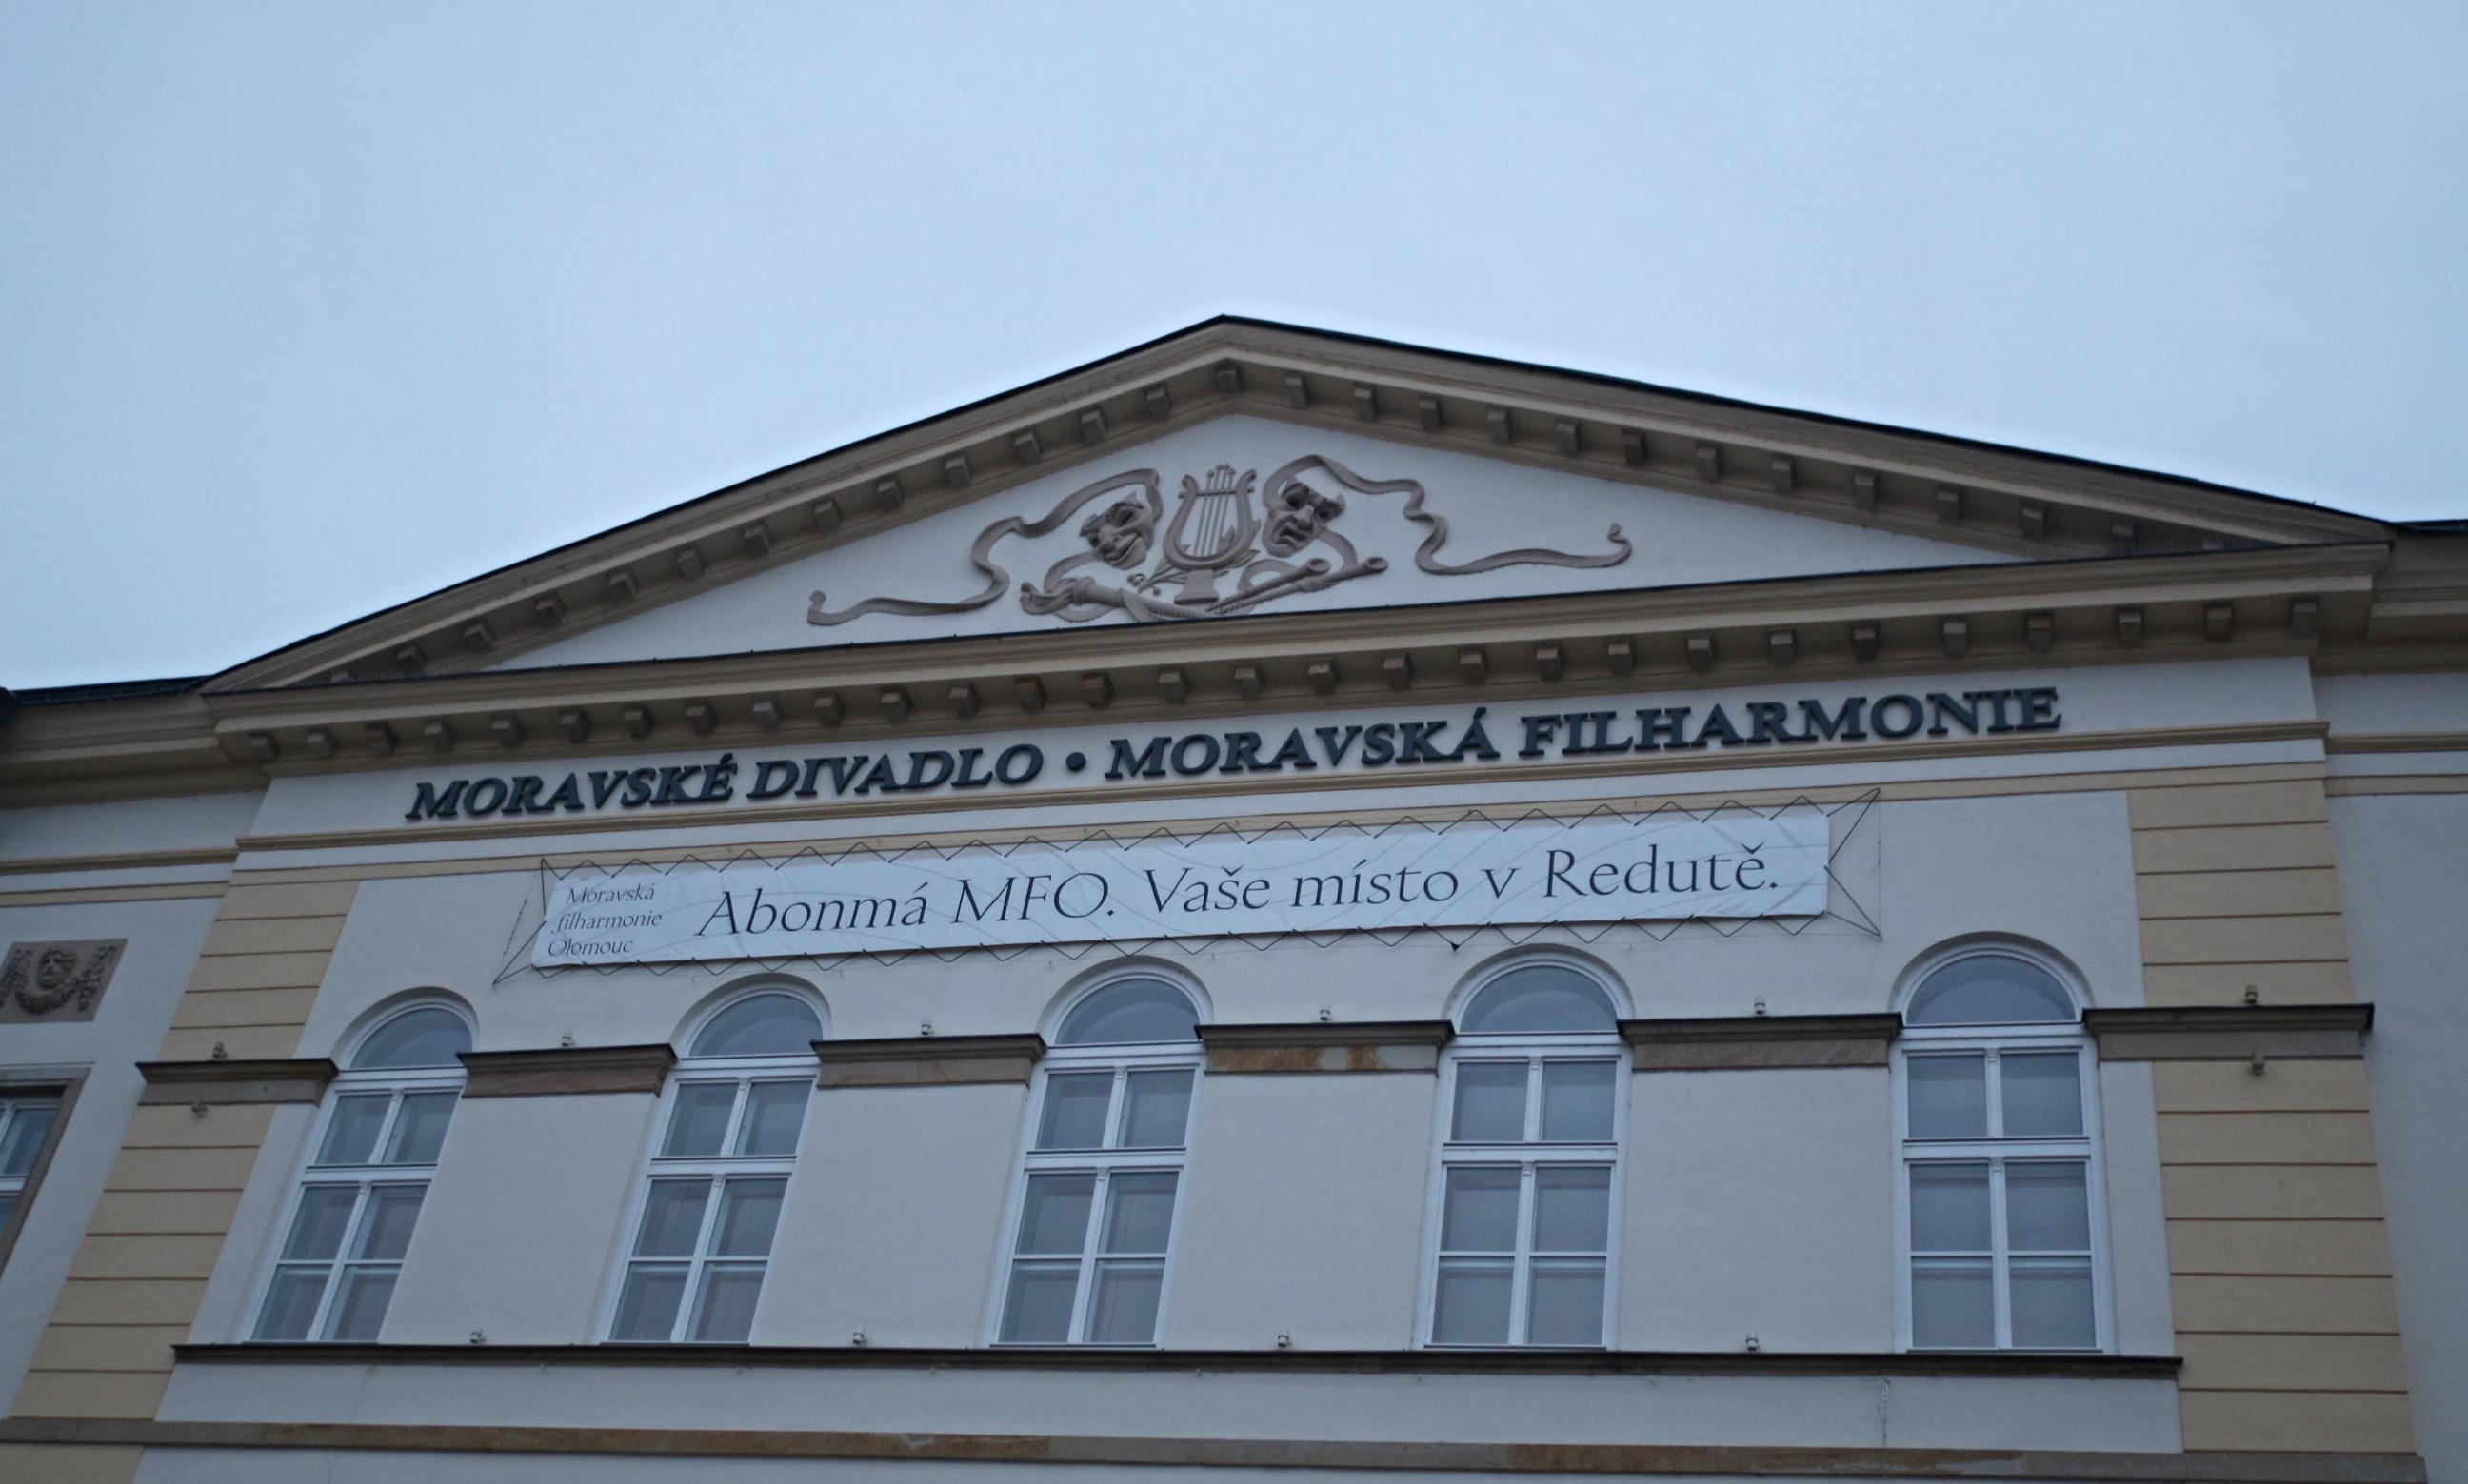 MORAVSKÉ DIVADLO • MORAVSKÁ FILHARMONIE
Moravská
filharmonie
Olomouc
Abonmá MFO. Vaše místo v Redutě.